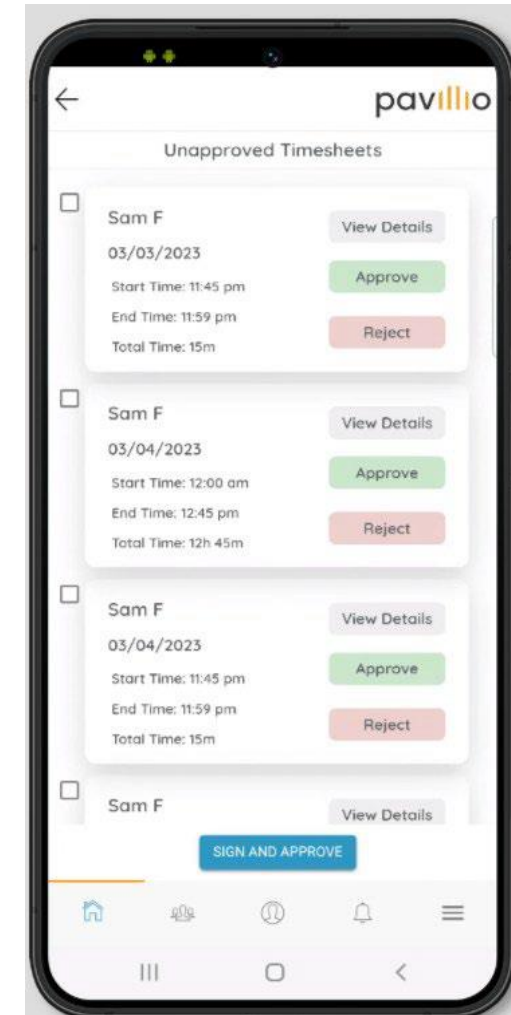 pavillio
Unapproved Timesheets
Sam F
View Details
03/03/2023
Approve
Start Time: 11:45 pm
End Time: 11:59 pm
Reject
Total Time: 15m
Sam F
View Details
03/04/2023
Approve
Start Time: 12:00 am
End Time: 12:45 pm
Reject
Total Time: 12h 45m
Sam F
View Details
03/04/2023
Approve
Start Time: 11:45 pm
End Time: 11:59 pm
Reject
Total Time: 15m
Sam F
View Details
SIGN AND APPROVE